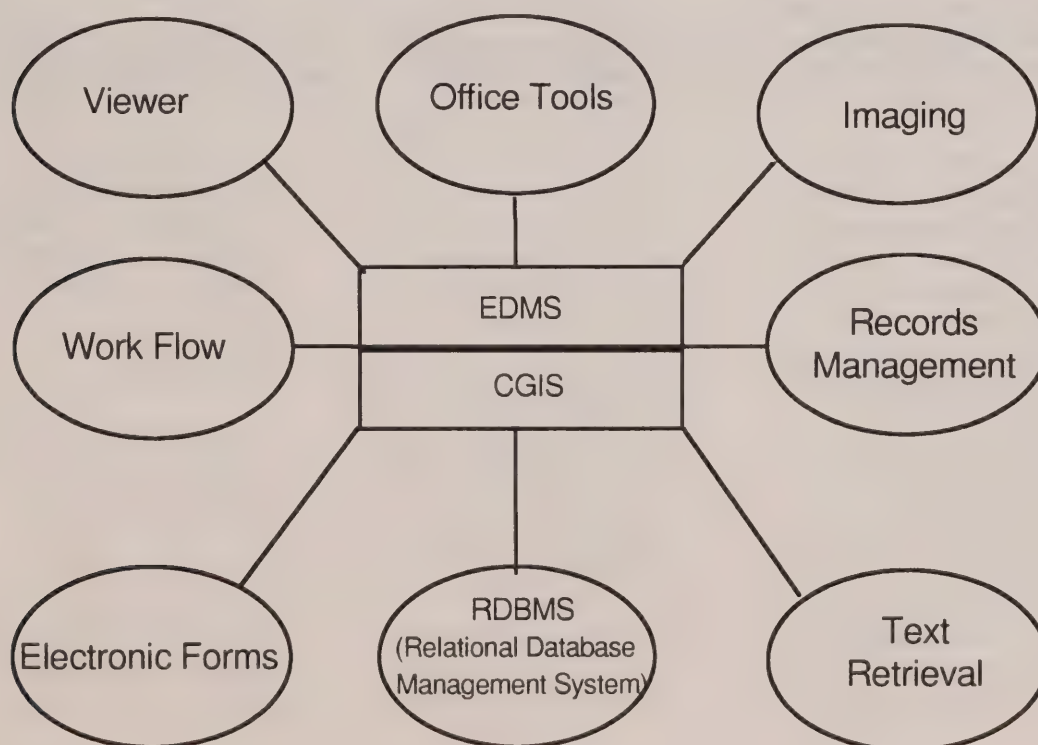 Viewer
Office Tools
Imaging
EDMS
Work Flow
Records
Management
CGIS
Electronic Forms
RDBMS
(Relational Database
Management System)
Text
Retrieval